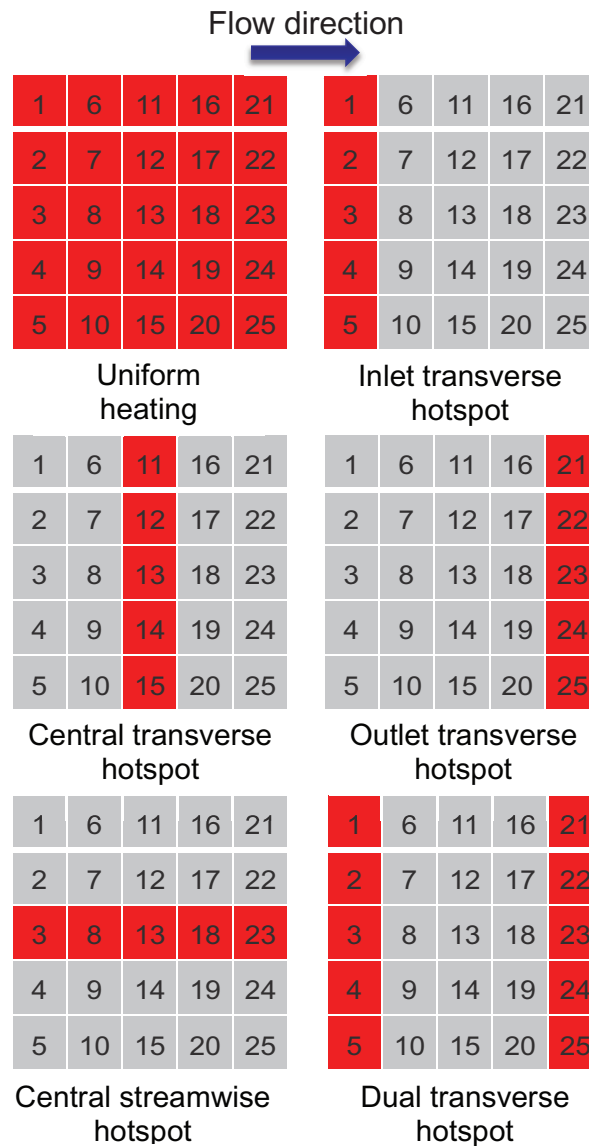 Flow direction
1 6 11 16 21
2 7 12 17 22
3 8 13 18 23
4 9 14 19 24
5 10 15 20 25
Uniform
heating
1 6 11 16 21
2 7 12 17 22
3 8 13 18 23
4 9 14 19 24
5 10 15 20 25
Inlet transverse
hotspot
1 6 11 16 21
2 7 12 17 22
3 8 13 18 23
4 9 14 19 24
5 10 15 20 25
Central transverse
hotspot
1 6 11 16 21
2 7 12 17 22
3 8 13 18 23
4 9 14 19 24
5 10 15 20 25
Outlet transverse
hotspot
1 6 11 16 21
2 7 12 17 22
3 8 13 18 23
4 9 14 19 24
5 10 15 20 25
Central streamwise
hotspot
1 6 11 16 21
2 7 12 17 22
3 8 13 18 23
4 9 14 19 24
5 10 15 20 25
Dual transverse
hotspot